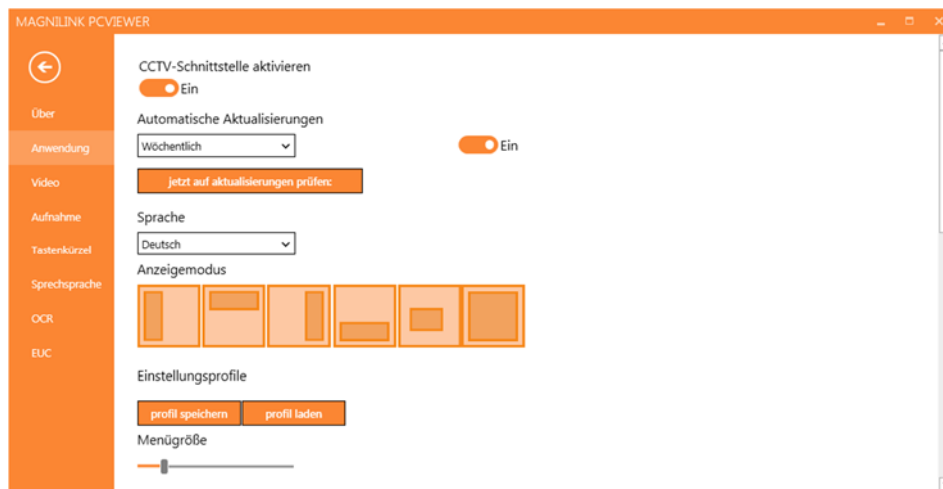 MAGNILINK PCVIEWER
Über
Anwendung
Video
Aufnahme
Tastenkürzel
Sprechsprache
OCR
EUC
CCTV-Schnittstelle aktivieren
Ein
Automatische Aktualisierungen
Wöchentlich
Ein
jetzt auf aktualisierungen prüfen:
Sprache
Deutsch
Anzeigemodus
Einstellungsprofile
profil speichern
profil laden
Menügröße